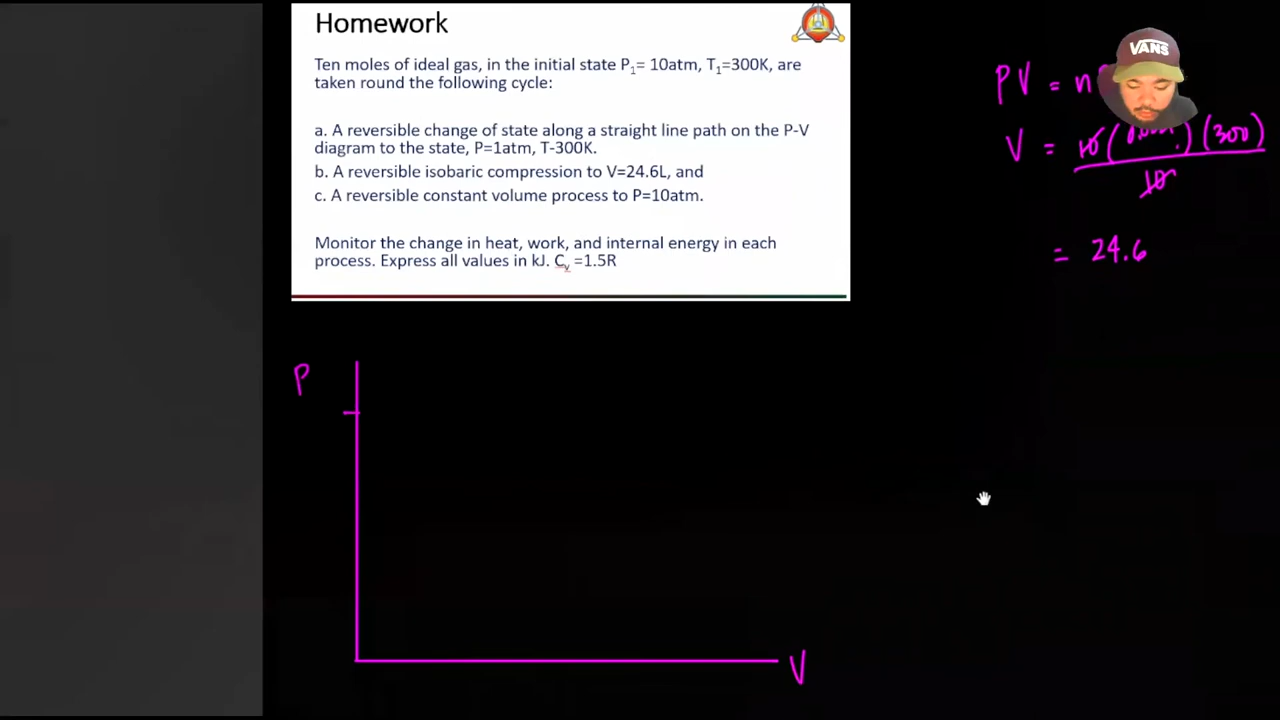 Homework
Ten moles of ideal gas, in the initial state P₁= 10atm, T₁=300K, are
taken round the following cycle:
a. A reversible change of state along a straight line path on the P-V
diagram to the state, P=1atm, T-300K.
b. A reversible isobaric compression to V=24.6L, and
c. A reversible constant volume process to P=10atm.
Monitor the change in heat, work, and internal energy in each
process. Express all values in kJ. Cᵥ =1.5R
VANS
PV = n
V = 10 ( ) (300)
10
= 24.6
P
V